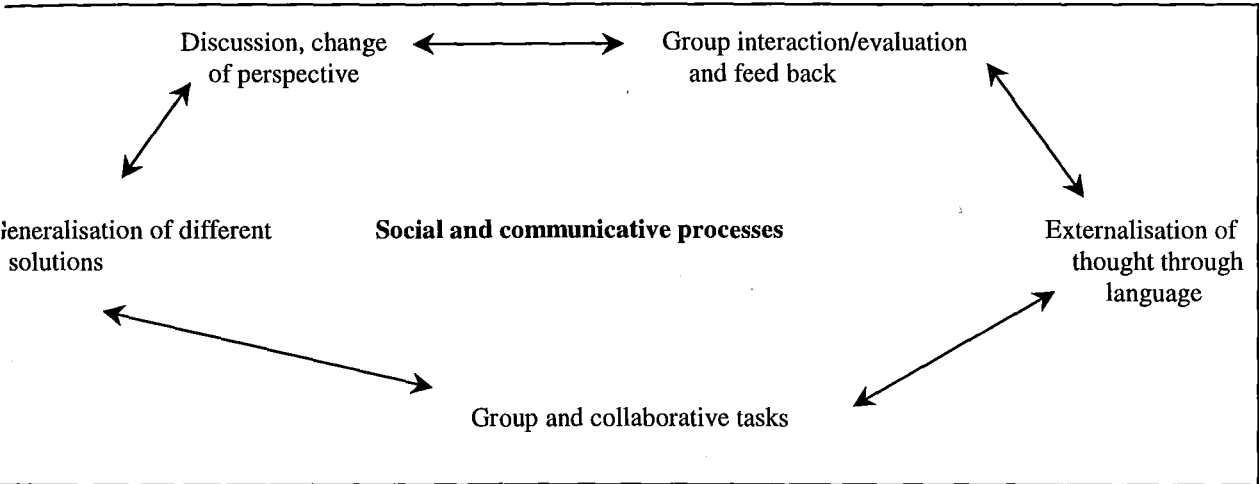 Discussion, change
of perspective
Group interaction/evaluation
and feed back
Generalisation of different
solutions
Social and communicative processes
Externalisation of
thought through
language
Group and collaborative tasks